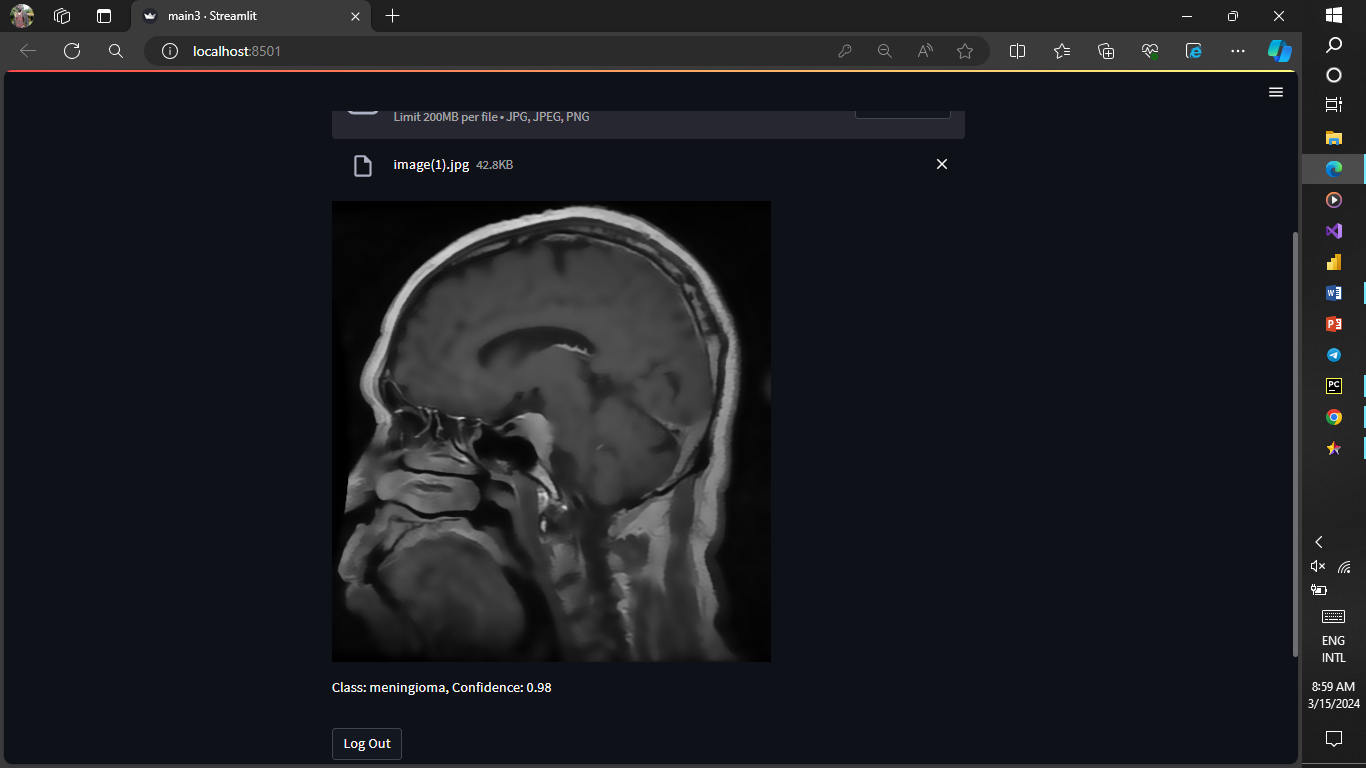 main3 · Streamlit
localhost:8501
Limit 200MB per file • JPG, JPEG, PNG
image(1).jpg 42.8KB
Class: meningioma, Confidence: 0.98
Log Out
ENG
INTL
8:59 AM
3/15/2024